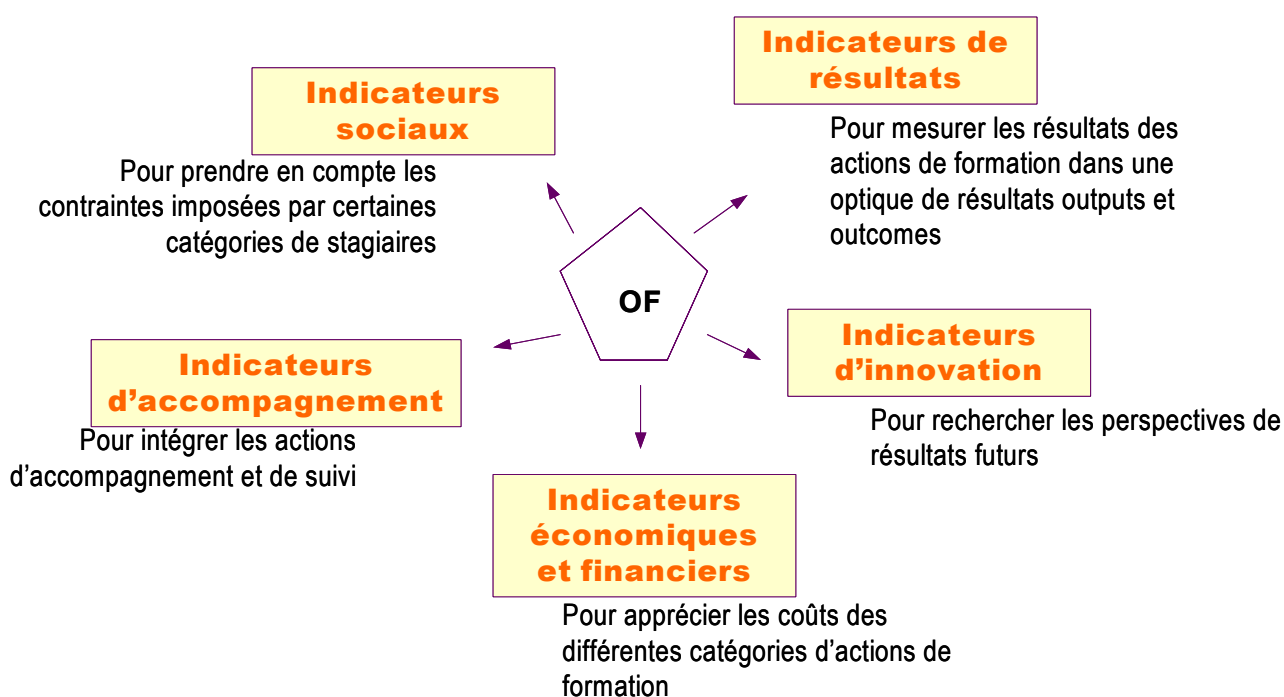 Indicateurs
sociaux
Pour prendre en compte les
contraintes imposées par certaines
catégories de stagiaires
Indicateurs de
résultats
Pour mesurer les résultats des
actions de formation dans une
optique de résultats outputs et
outcomes
OF
Indicateurs
d’accompagnement
Pour intégrer les actions
d’accompagnement et de suivi
Indicateurs
d’innovation
Pour rechercher les perspectives de
résultats futurs
Indicateurs
économiques
et financiers
Pour apprécier les coûts des
différentes catégories d’actions de
formation